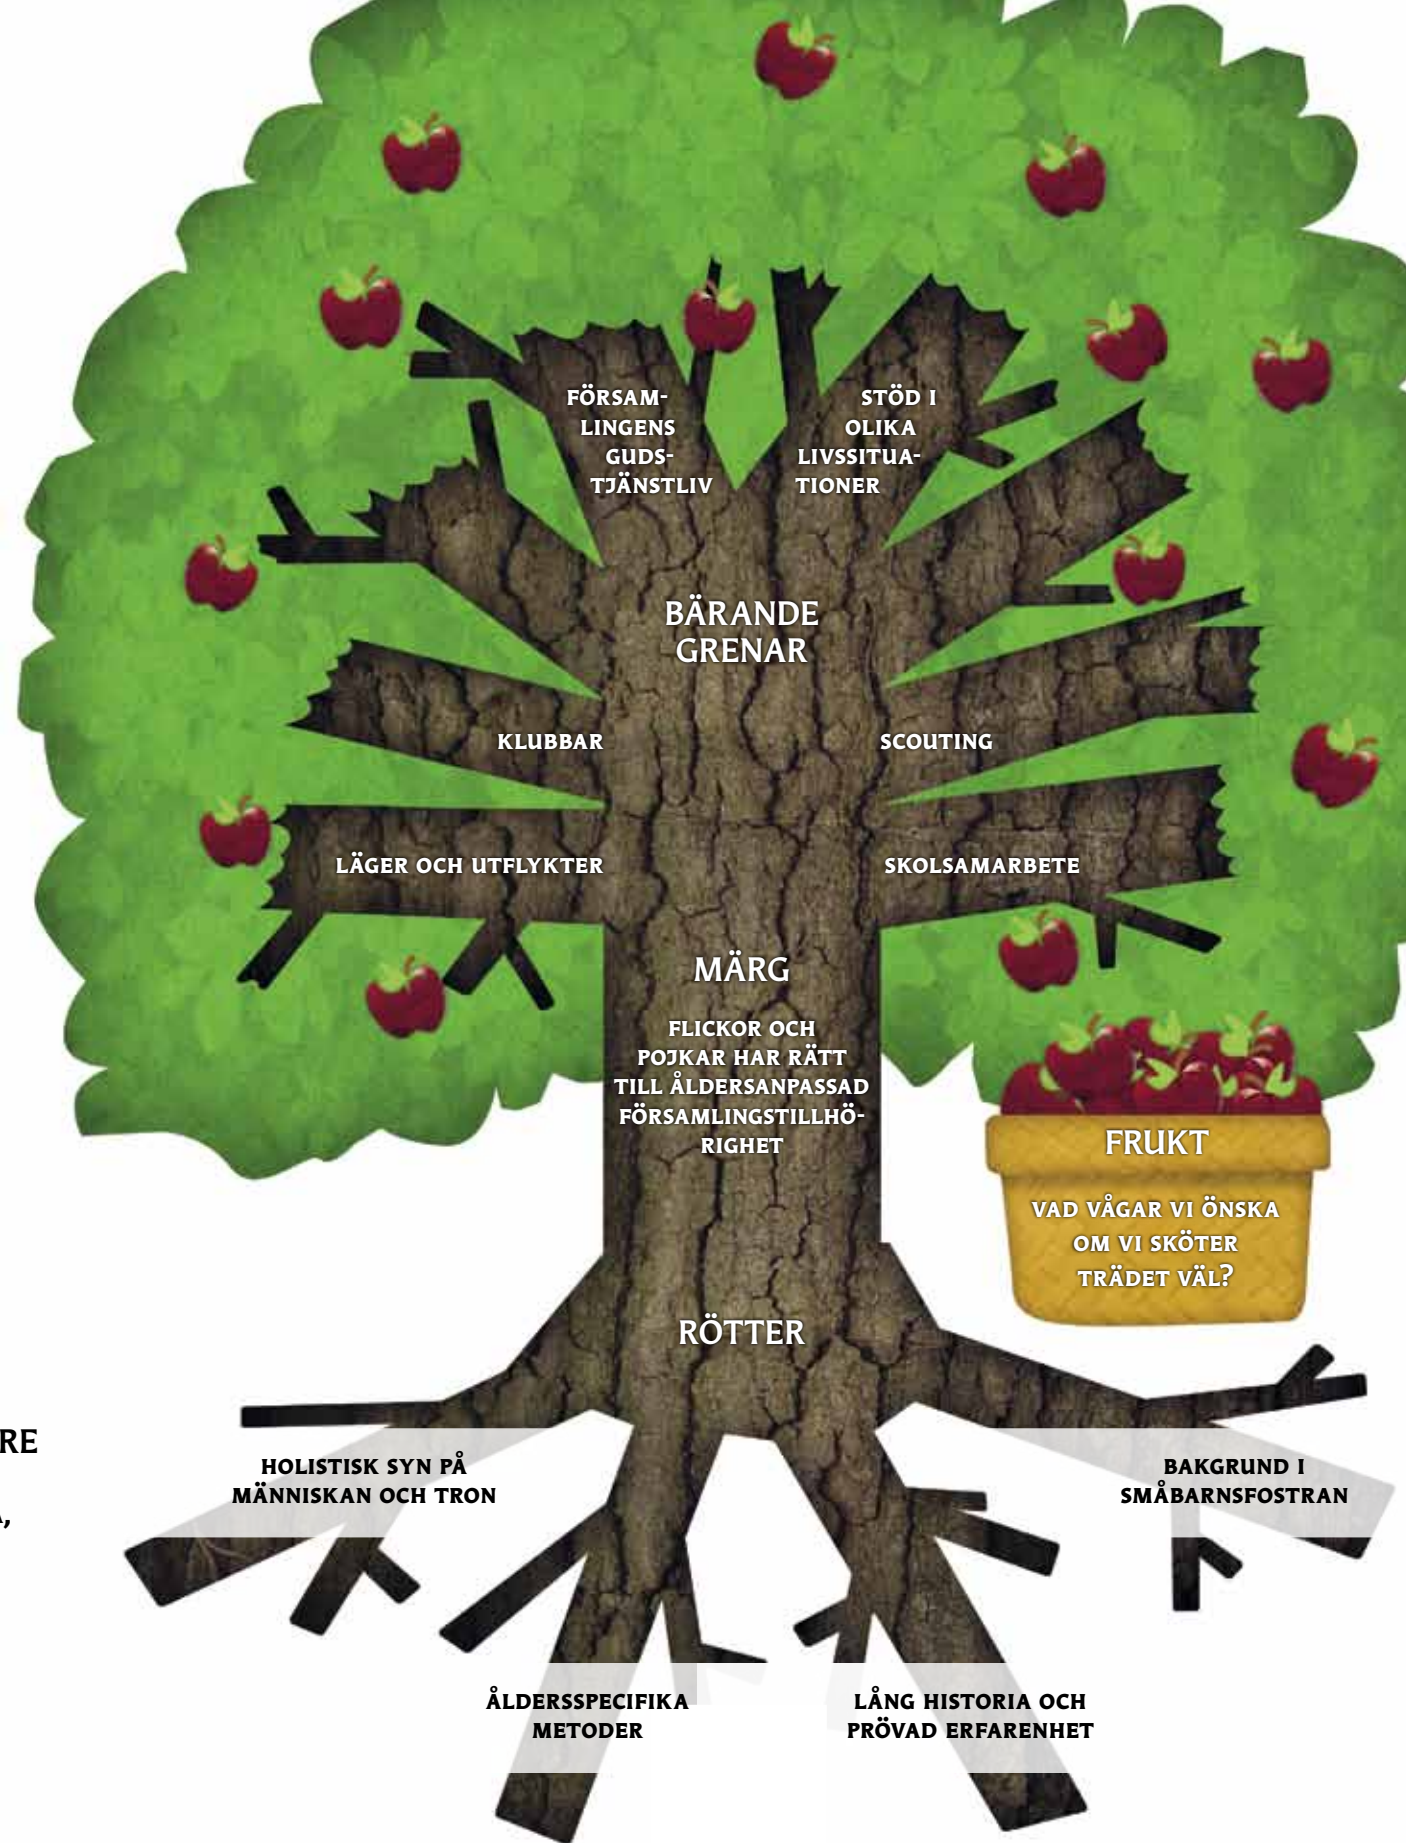 FÖRSAM-
LINGENS
GUDS-
TJÄNSTLIV
STÖD I
OLIKA
LIVSSITUA-
TIONER
BÄRANDE
GRENAR
KLUBBAR
SCOUTING
LÄGER OCH UTFLYKTER
SKOLSAMARBETE
MÄRG
FLICKOR OCH
POJKAR HAR RÄTT
TILL ÅLDERSANPASSAD
FÖRSAMLINGSTILLHÖ-
RIGHET
FRUKT
VAD VÅGAR VI ÖNSKA
OM VI SKÖTER
TRÄDET VÄL?
RÖTTER
RE
HOLISTISK SYN PÅ
MÄNNISKAN OCH TRON
BAKGRUND I
SMÅBARNSFOSTRAN
ÅLDERSSPECIFIKA
METODER
LÅNG HISTORIA OCH
PRÖVAD ERFARENHET